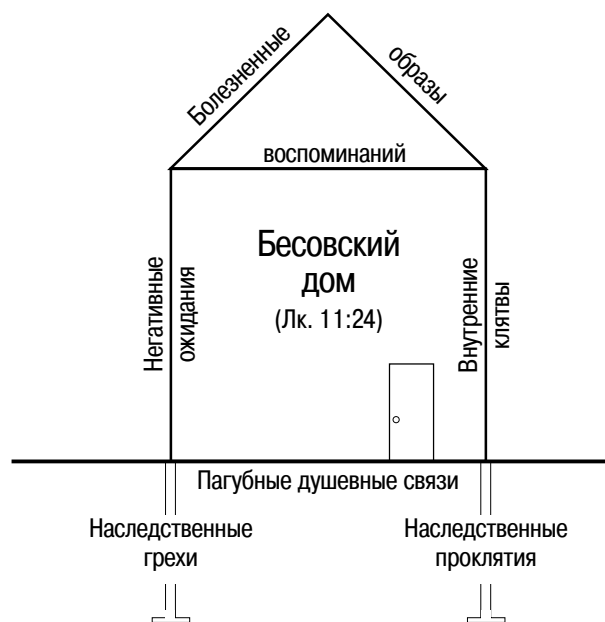 Болезненные
образы
воспоминаний
Бесовский
дом
(Лк. 11:24)
Негативные
ожидания
Внутренние
клятвы
Пагубные душевные связи
Наследственные
грехи
Наследственные
проклятия